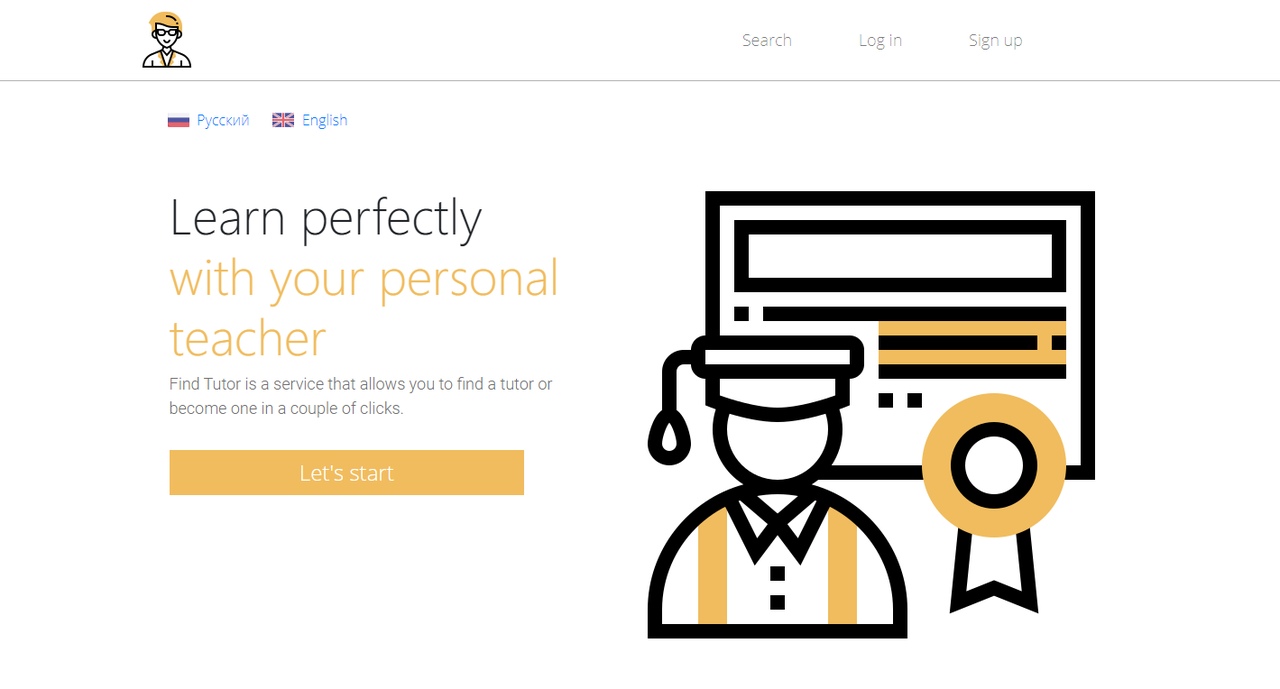 Search Log in Sign up
Русский English
Learn perfectly
with your personal
teacher
Find Tutor is a service that allows you to find a tutor or
become one in a couple of clicks.
Let's start